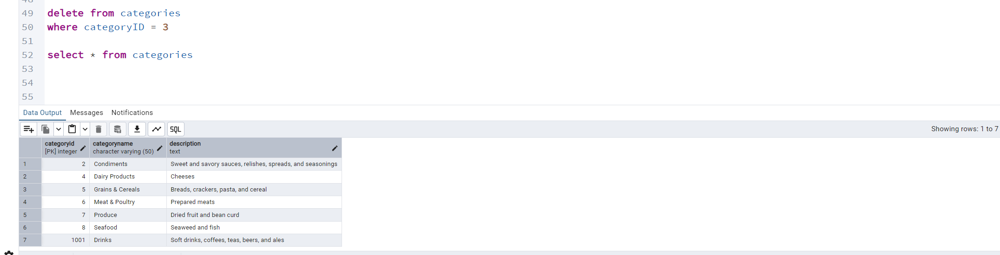 48
49 delete from categories
50 where categoryID = 3
51
52 select * from categories
53
54
55
Data Output Messages Notifications
SQL Showing rows: 1 to 7
categoryid categoryname description
[PK] integer character varying (50) text
1 2 Condiments Sweet and savory sauces, relishes, spreads, and seasonings
2 4 Dairy Products Cheeses
3 5 Grains & Cereals Breads, crackers, pasta, and cereal
4 6 Meat & Poultry Prepared meats
5 7 Produce Dried fruit and bean curd
6 8 Seafood Seaweed and fish
7 1001 Drinks Soft drinks, coffees, teas, beers, and ales